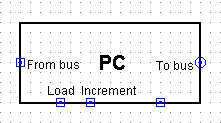 From bus PC To bus
Load Increment